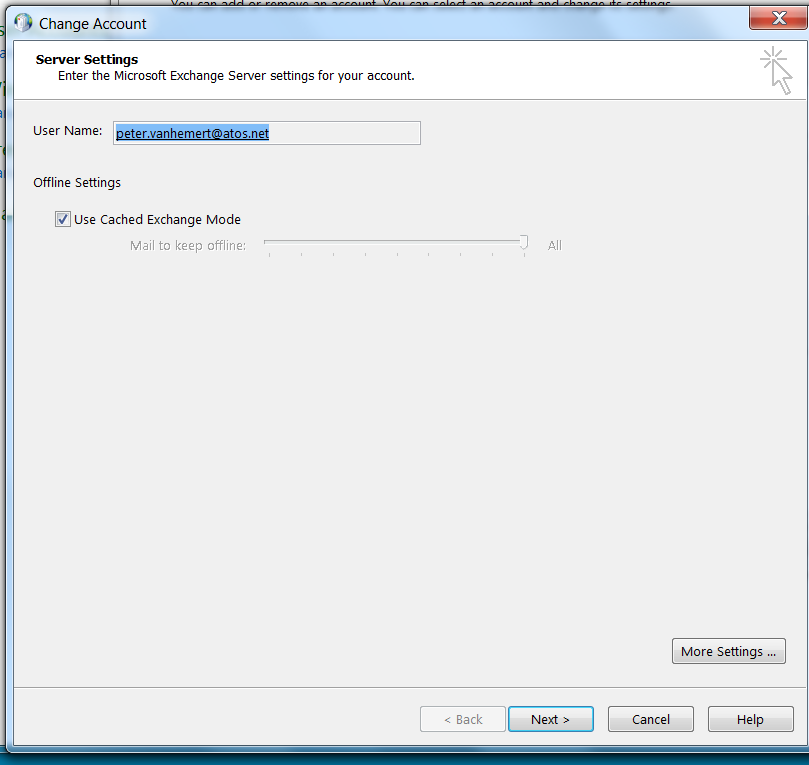 You can add or remove an account. You can select an account and change its settings.
Change Account
Server Settings
Enter the Microsoft Exchange Server settings for your account.
User Name: peter.vanhemert@atos.net
Offline Settings
Use Cached Exchange Mode
Mail to keep offline: All
More Settings ...
< Back Next > Cancel Help